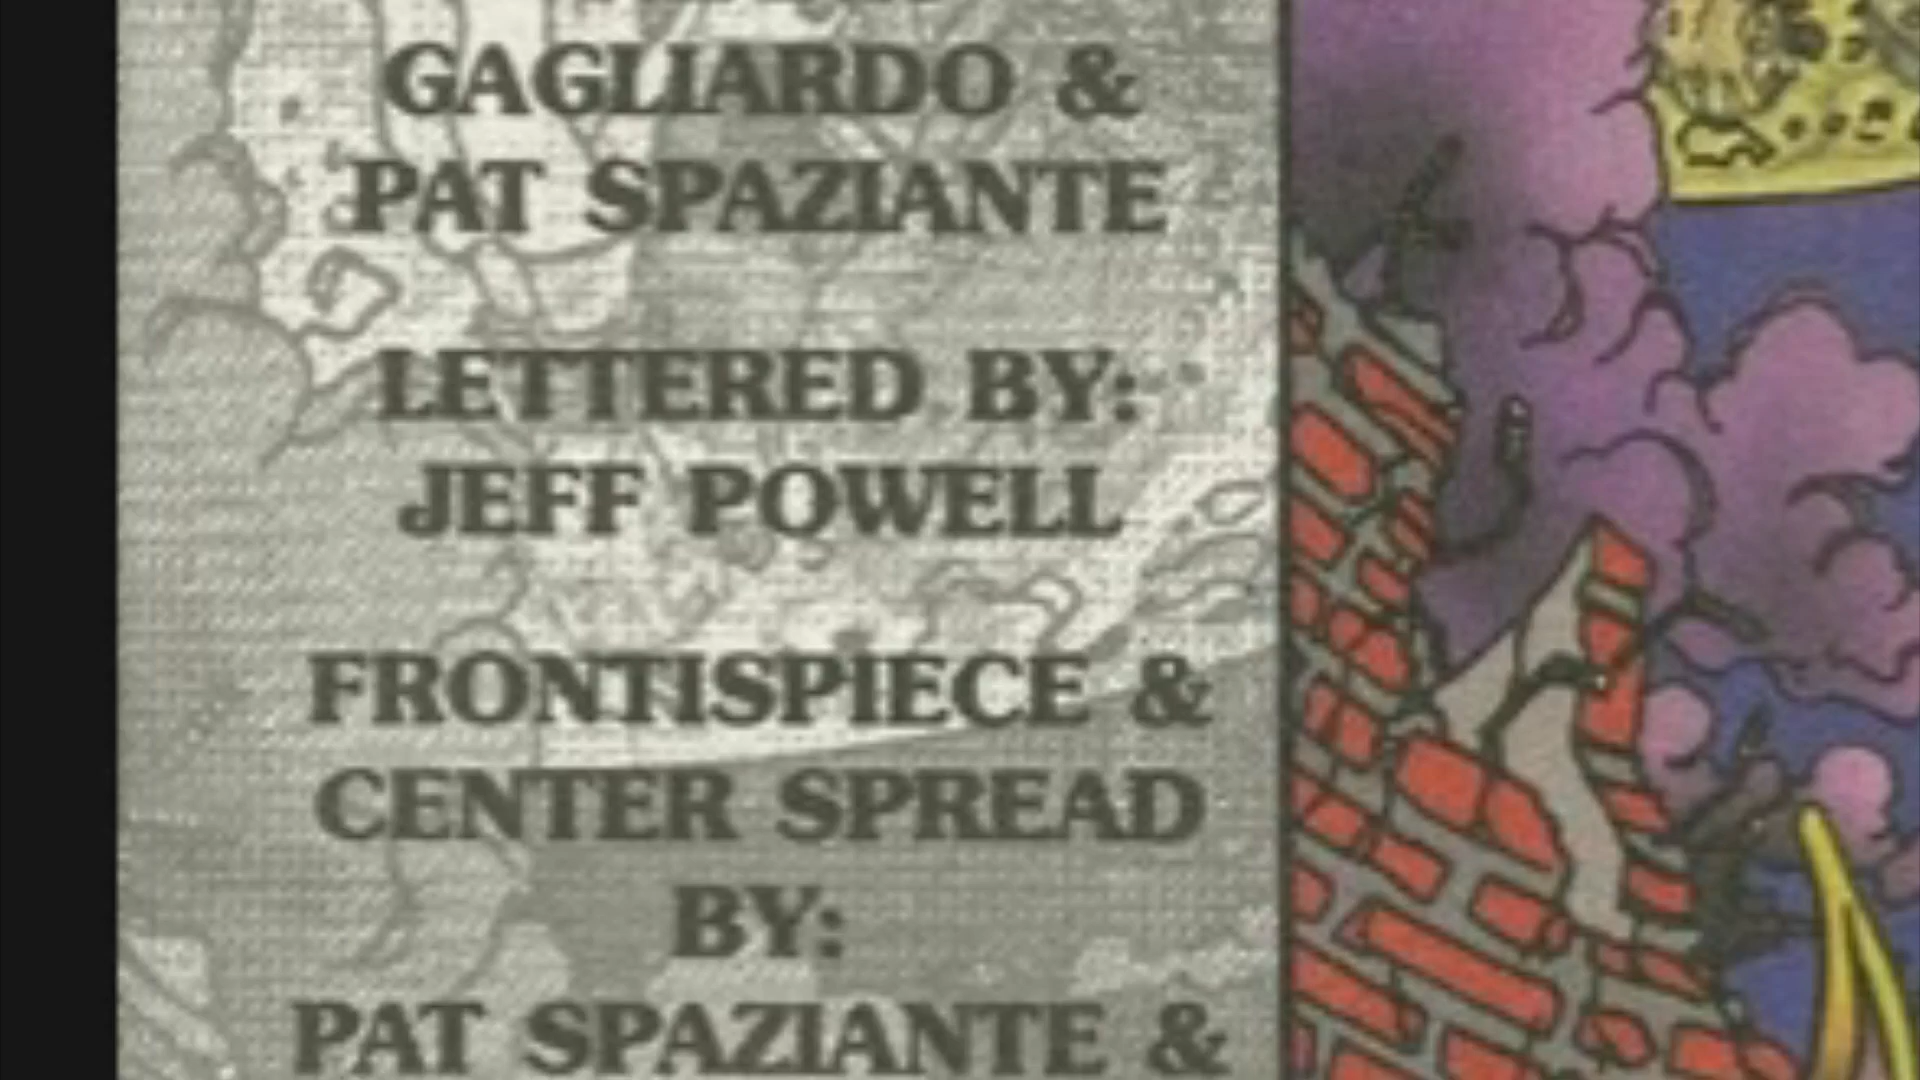 GAGLIARDO &
PAT SPAZIANTE
LETTERED BY:
JEFF POWELL
FRONTISPIECE &
CENTER SPREAD
BY:
PAT SPAZIANTE &